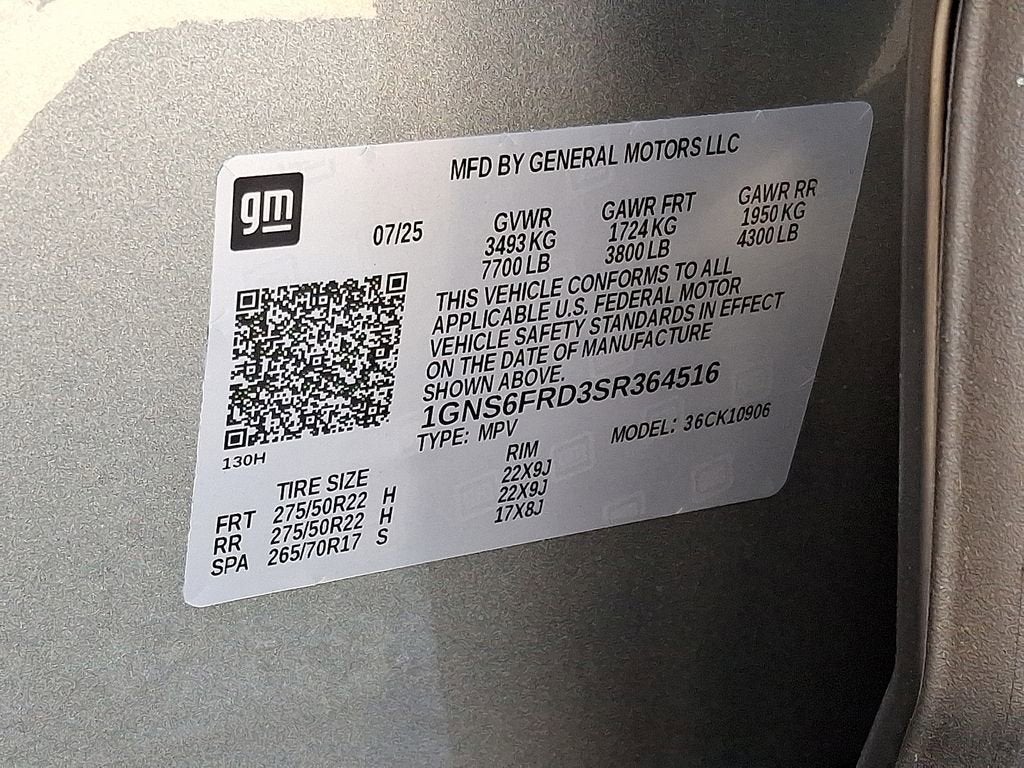 MFD BY GENERAL MOTORS LLC
gm
07/25
GVWR GAWR FRT GAWR RR
3493 KG 1724 KG 1950 KG
7700 LB 3800 LB 4300 LB
THIS VEHICLE CONFORMS TO ALL
APPLICABLE U.S. FEDERAL MOTOR
VEHICLE SAFETY STANDARDS IN EFFECT
ON THE DATE OF MANUFACTURE
SHOWN ABOVE.
1GNS6FRD3SR364516
TYPE: MPV MODEL: 36CK10906
130H
TIRE SIZE RIM
FRT 275/50R22 H 22X9J
RR 275/50R22 H 22X9J
SPA 265/70R17 S 17X8J